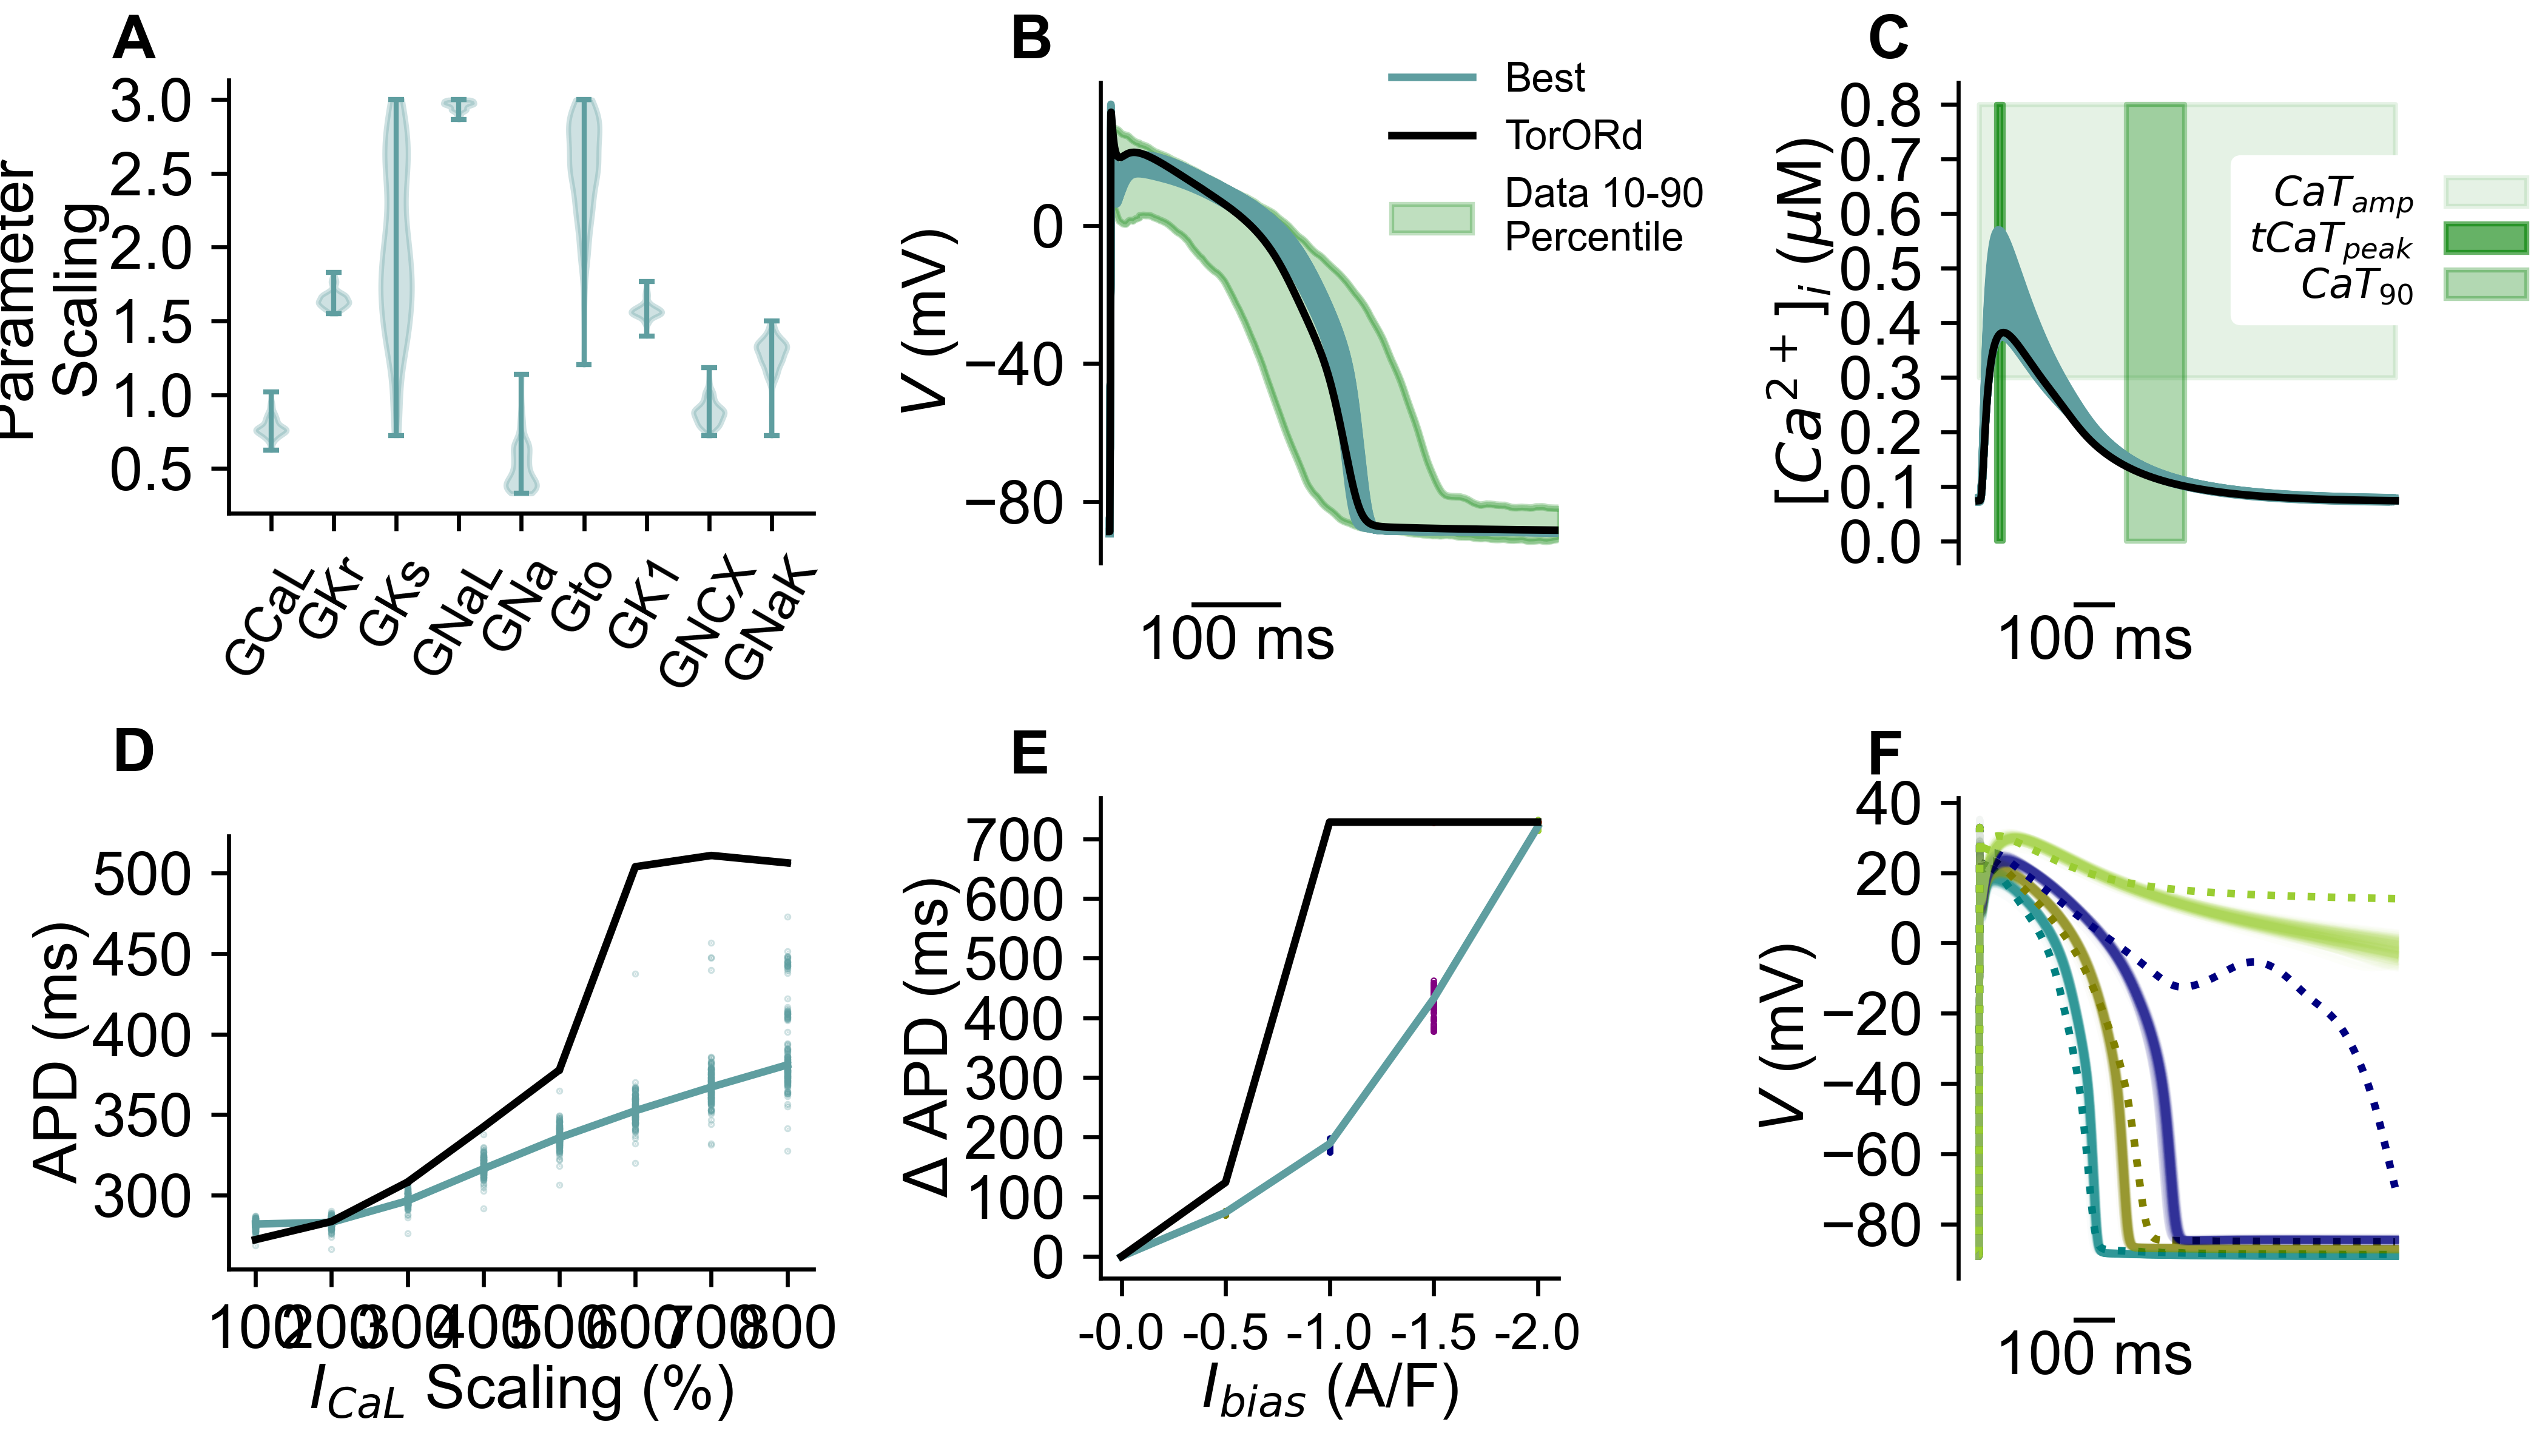 A
Parameter
Scaling
3.0
2.5
2.0
1.5
1.0
0.5
GCaL
GKr
GKs
GNaL
GNa
Gto
GK1
GNCX
GNaK
B
V (mV)
0
−40
−80
100 ms
Best
TorORd
Data 10-90
Percentile
C
[Ca²⁺]ᵢ (μM)
0.8
0.7
0.6
0.5
0.4
0.3
0.2
0.1
0.0
CaT_amp
tCaT_peak
CaT_90
100 ms
D
APD (ms)
500
450
400
350
300
100 200 300 400 500 600 700 800
I_CaL Scaling (%)
E
Δ APD (ms)
700
600
500
400
300
200
100
0
-0.0 -0.5 -1.0 -1.5 -2.0
I_bias (A/F)
F
V (mV)
40
20
0
−20
−40
−60
−80
100 ms